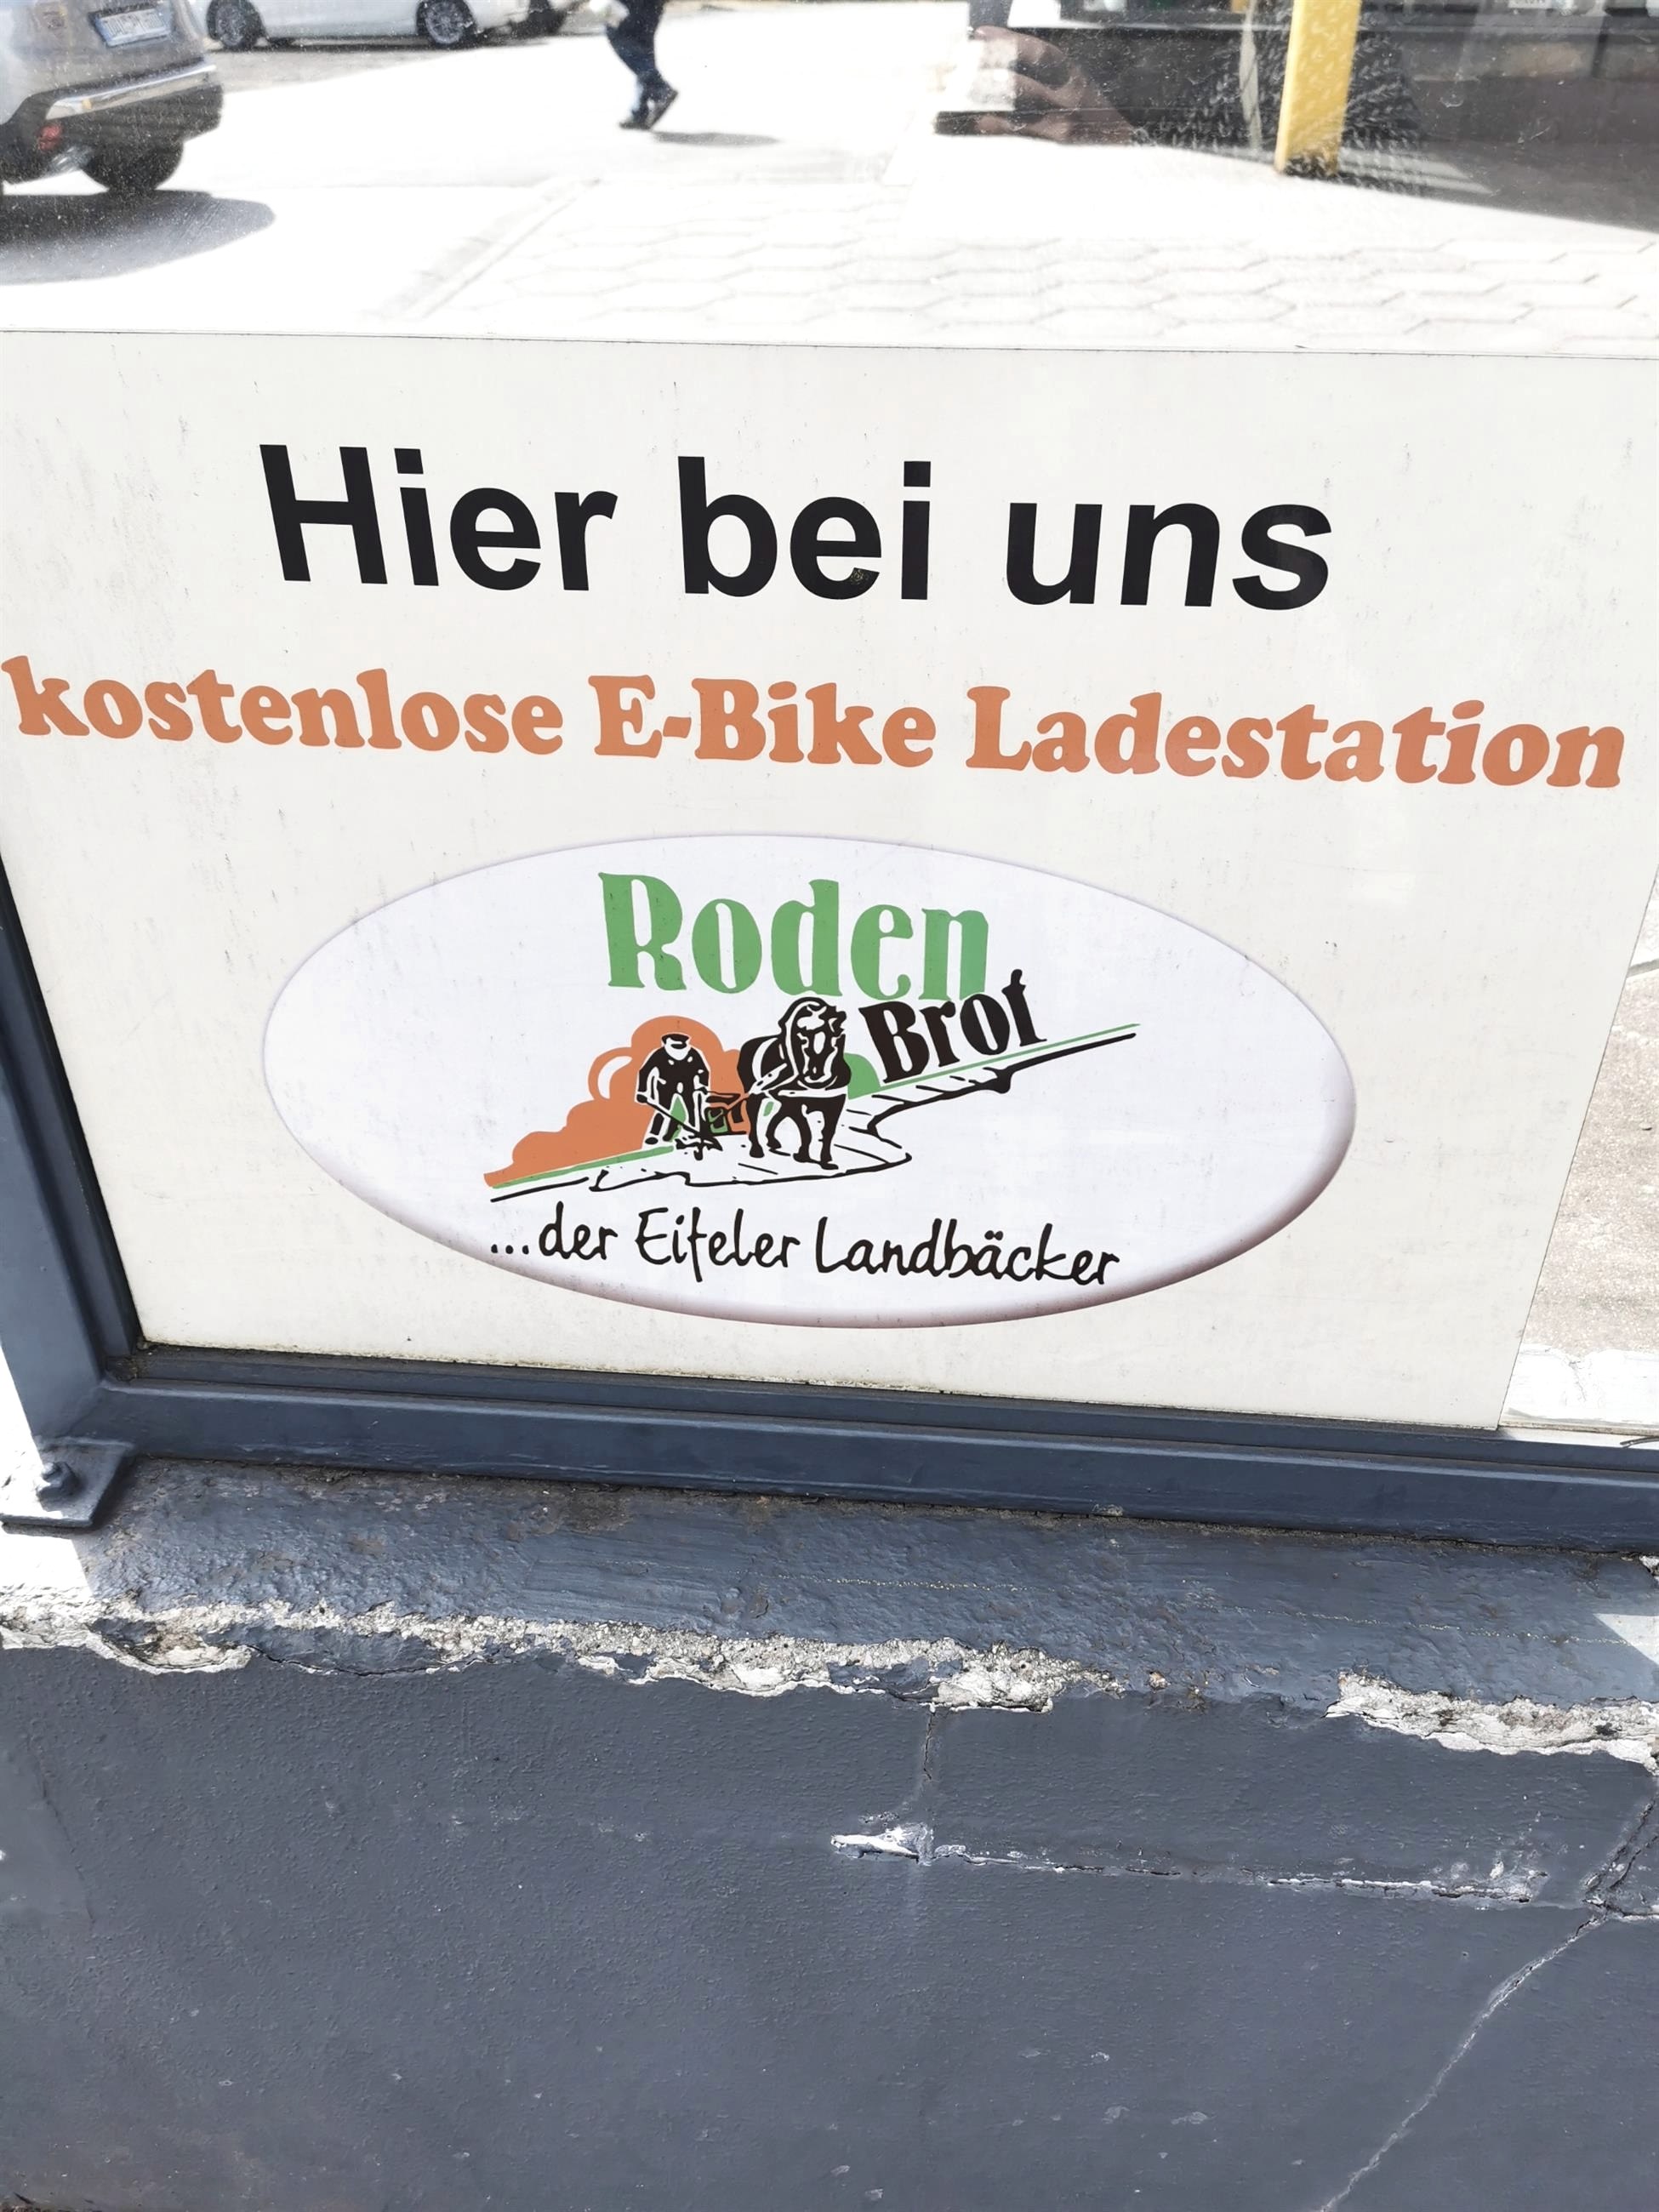 Hier bei uns
kostenlose E-Bike Ladestation
Roden
Brot
...der Eifeler Landbäcker